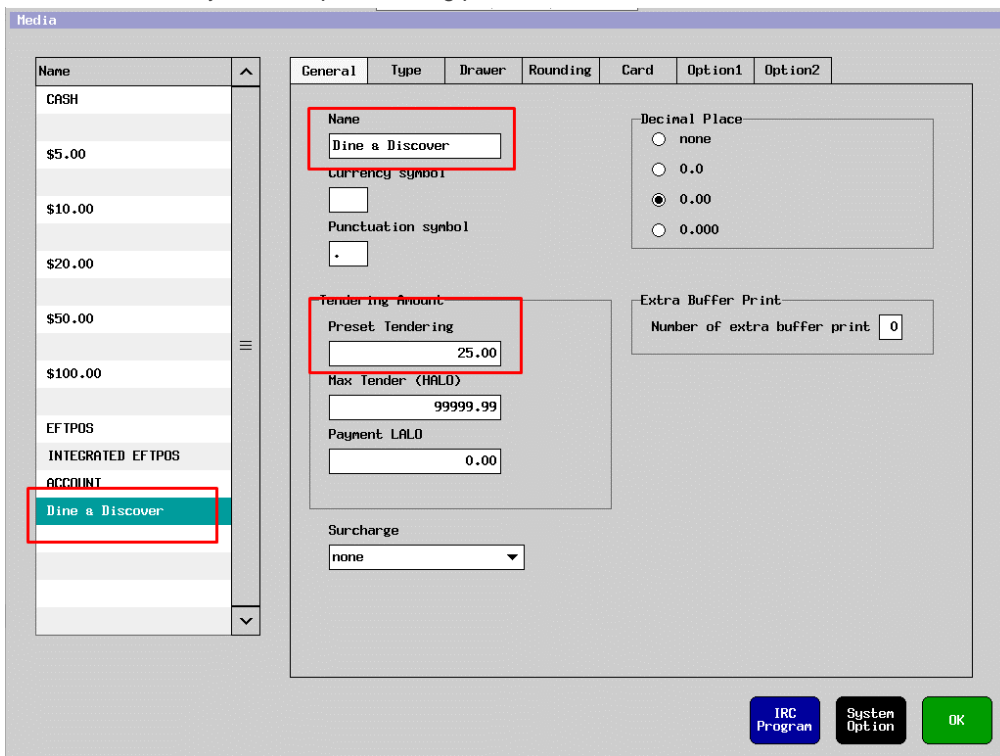 Media
Name
CASH
$5.00
$10.00
$20.00
$50.00
$100.00
EFTPOS
INTEGRATED EFTPOS
ACCOUNT
Dine & Discover
General Type Drawer Rounding Card Option1 Option2
Name
Dine & Discover
Currency symbol
Punctuation symbol
.
Tendering Amount
Preset Tendering
25.00
Max Tender (HALO)
99999.99
Payment LALO
0.00
Surcharge
none
Decimal Place
none
0.0
0.00
0.000
Extra Buffer Print
Number of extra buffer print 0
IRC
Program
System
Option
OK